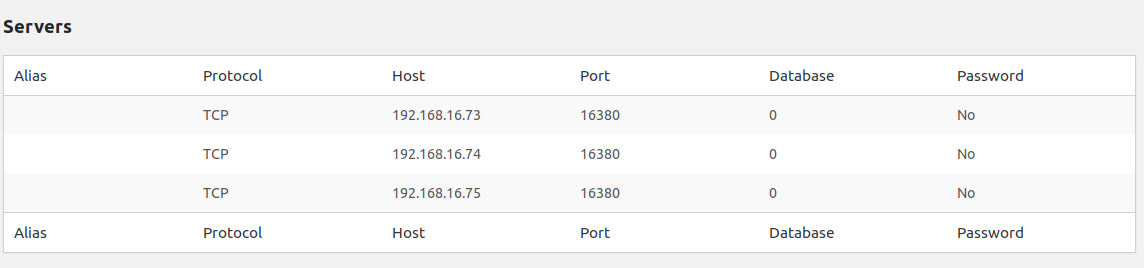 Servers
Alias Protocol Host Port Database Password
TCP 192.168.16.73 16380 0 No
TCP 192.168.16.74 16380 0 No
TCP 192.168.16.75 16380 0 No
Alias Protocol Host Port Database Password